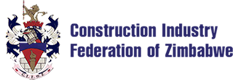 Construction Industry
Federation of Zimbabwe